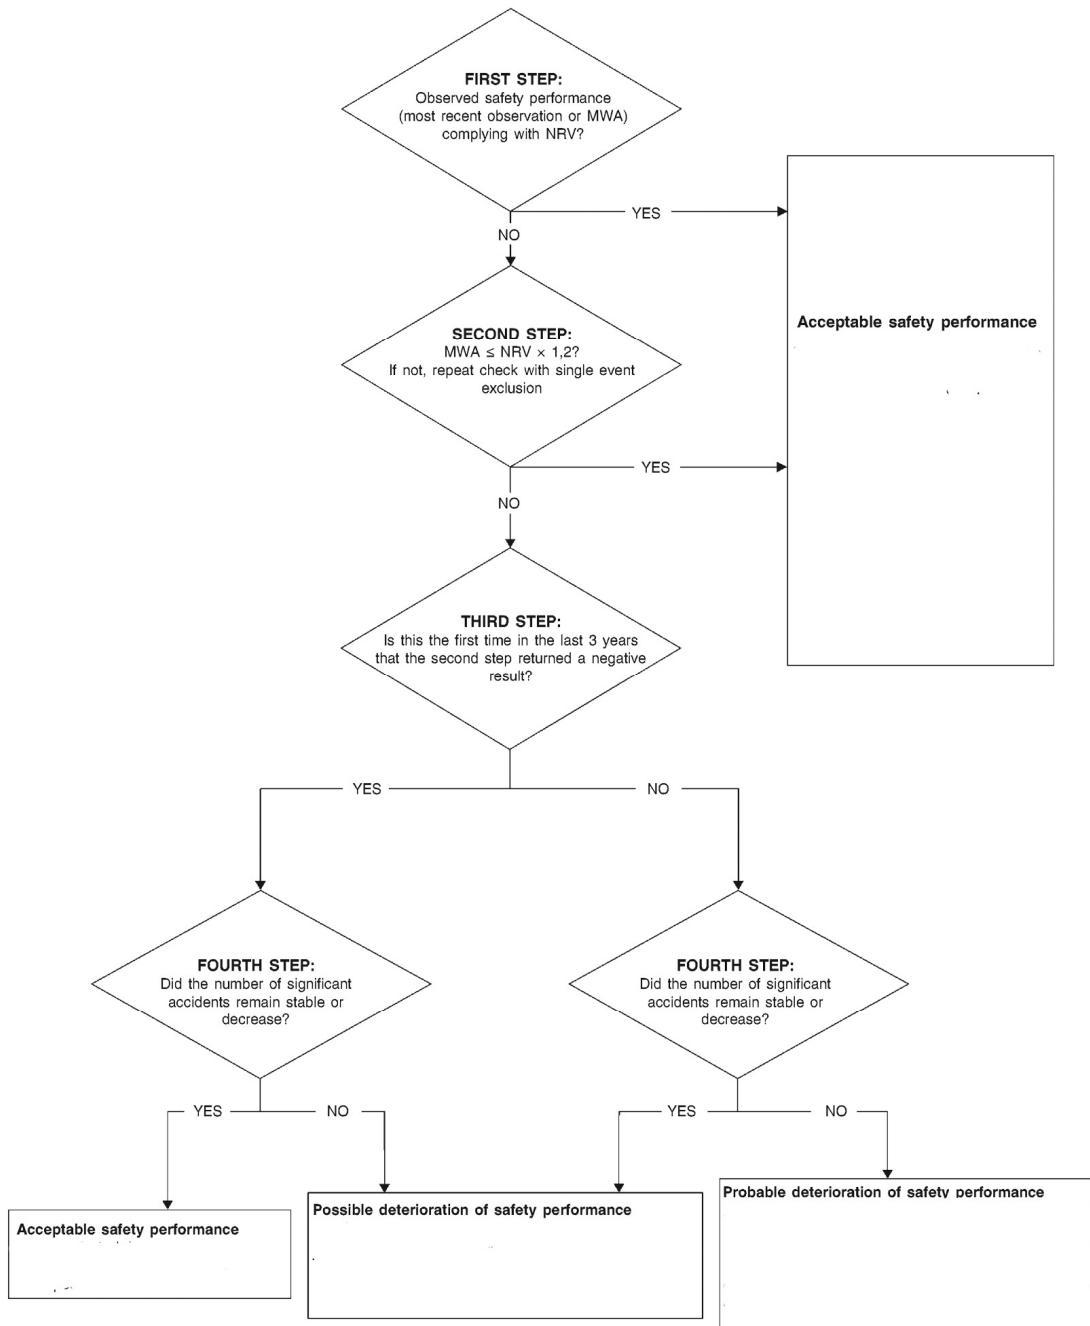 FIRST STEP:
Observed safety performance
(most recent observation or MWA)
complying with NRV?
YES
NO
SECOND STEP:
MWA ≤ NRV × 1,2?
If not, repeat check with single event
exclusion
Acceptable safety performance
YES
NO
THIRD STEP:
Is this the first time in the last 3 years
that the second step returned a negative
result?
YES
NO
FOURTH STEP:
Did the number of significant
accidents remain stable or
decrease?
FOURTH STEP:
Did the number of significant
accidents remain stable or
decrease?
YES
NO
YES
NO
Acceptable safety performance
Possible deterioration of safety performance
Probable deterioration of safety performance